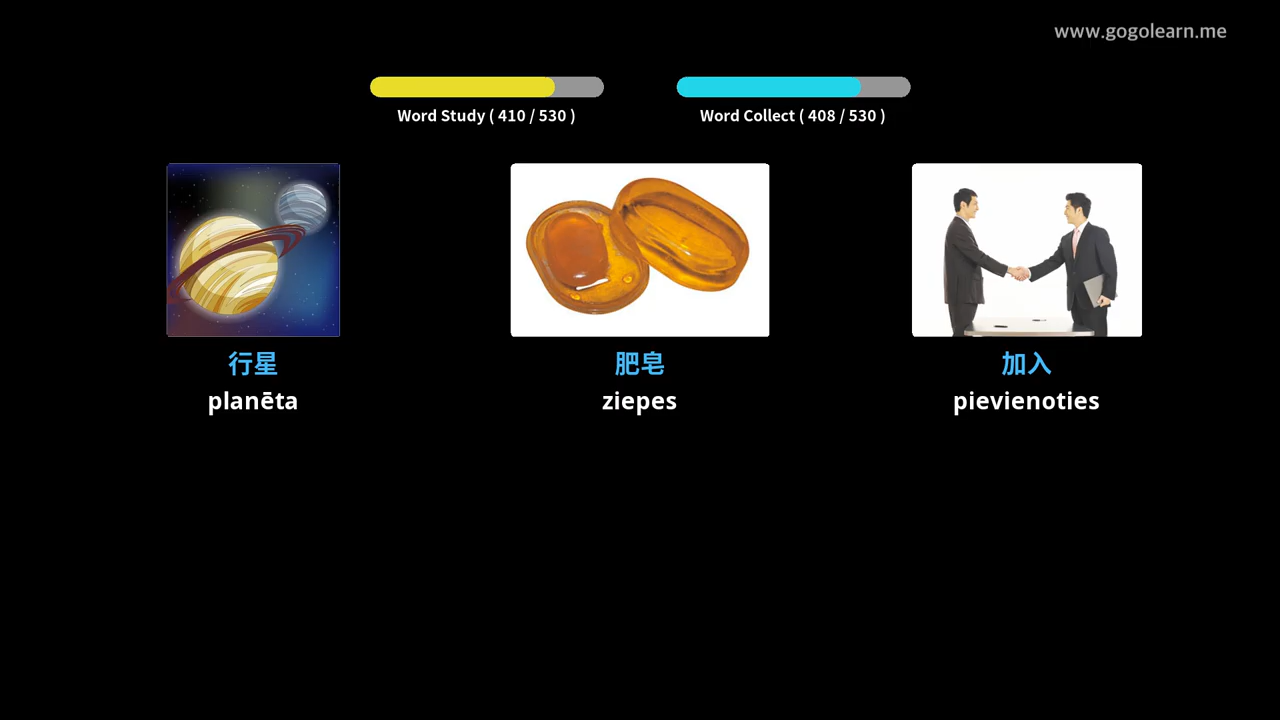 www.gogolearn.me
Word Study ( 410 / 530 )
Word Collect ( 408 / 530 )
行星
肥皂
加入
planēta
ziepes
pievienoties